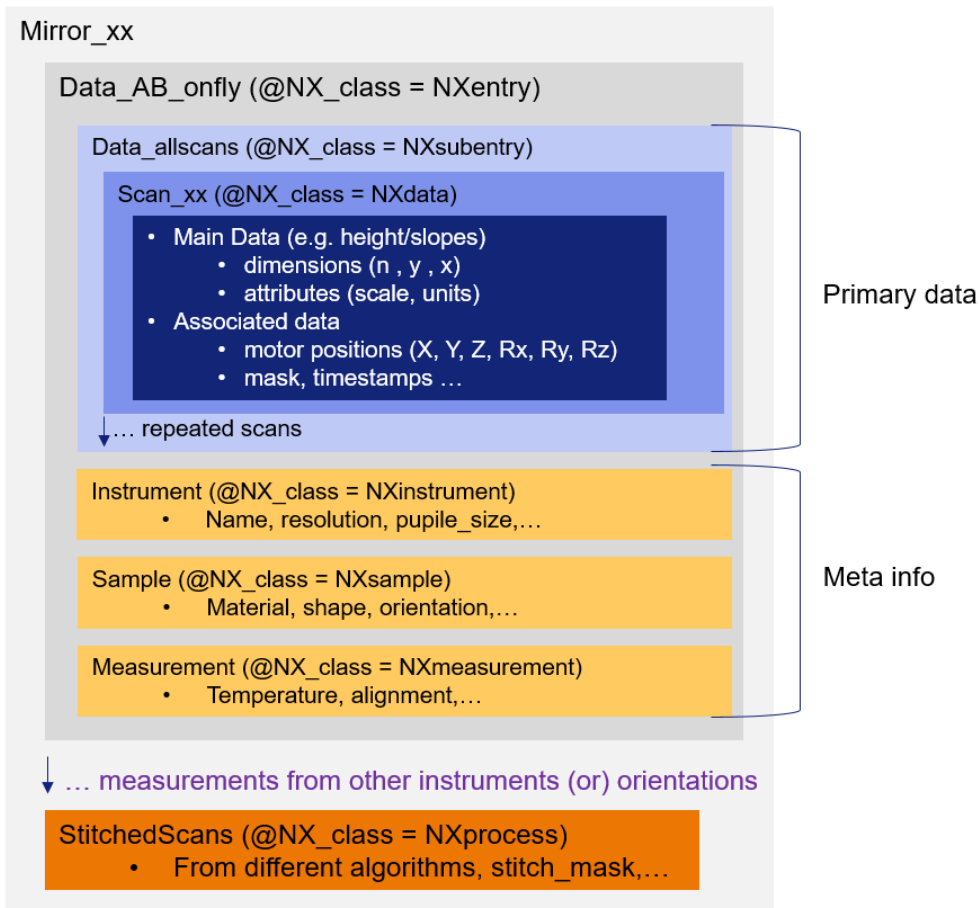 Mirror_xx
Data_AB_onfly (@NX_class = NXentry)
Data_allscans (@NX_class = NXsubentry)
Scan_xx (@NX_class = NXdata)
• Main Data (e.g. height/slopes)
• dimensions (n , y , x)
• attributes (scale, units)
• Associated data
• motor positions (X, Y, Z, Rx, Ry, Rz)
• mask, timestamps …
… repeated scans
Primary data
Instrument (@NX_class = NXinstrument)
• Name, resolution, pupile_size,…
Sample (@NX_class = NXsample)
• Material, shape, orientation,…
Measurement (@NX_class = NXmeasurement)
• Temperature, alignment,…
Meta info
… measurements from other instruments (or) orientations
StitchedScans (@NX_class = NXprocess)
• From different algorithms, stitch_mask,…